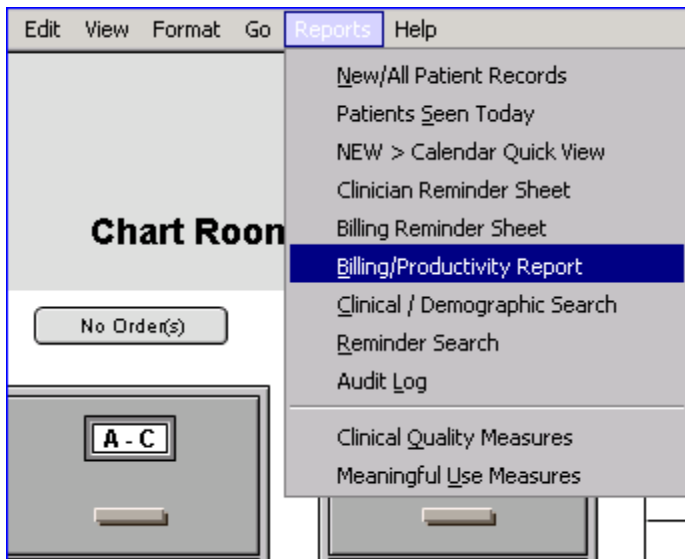 Edit View Format Go Reports Help
New/All Patient Records
Patients Seen Today
NEW > Calendar Quick View
Clinician Reminder Sheet
Chart Room
Billing Reminder Sheet
Billing/Productivity Report
Clinical / Demographic Search
No Order(s)
Reminder Search
Audit Log
A - C
Clinical Quality Measures
Meaningful Use Measures